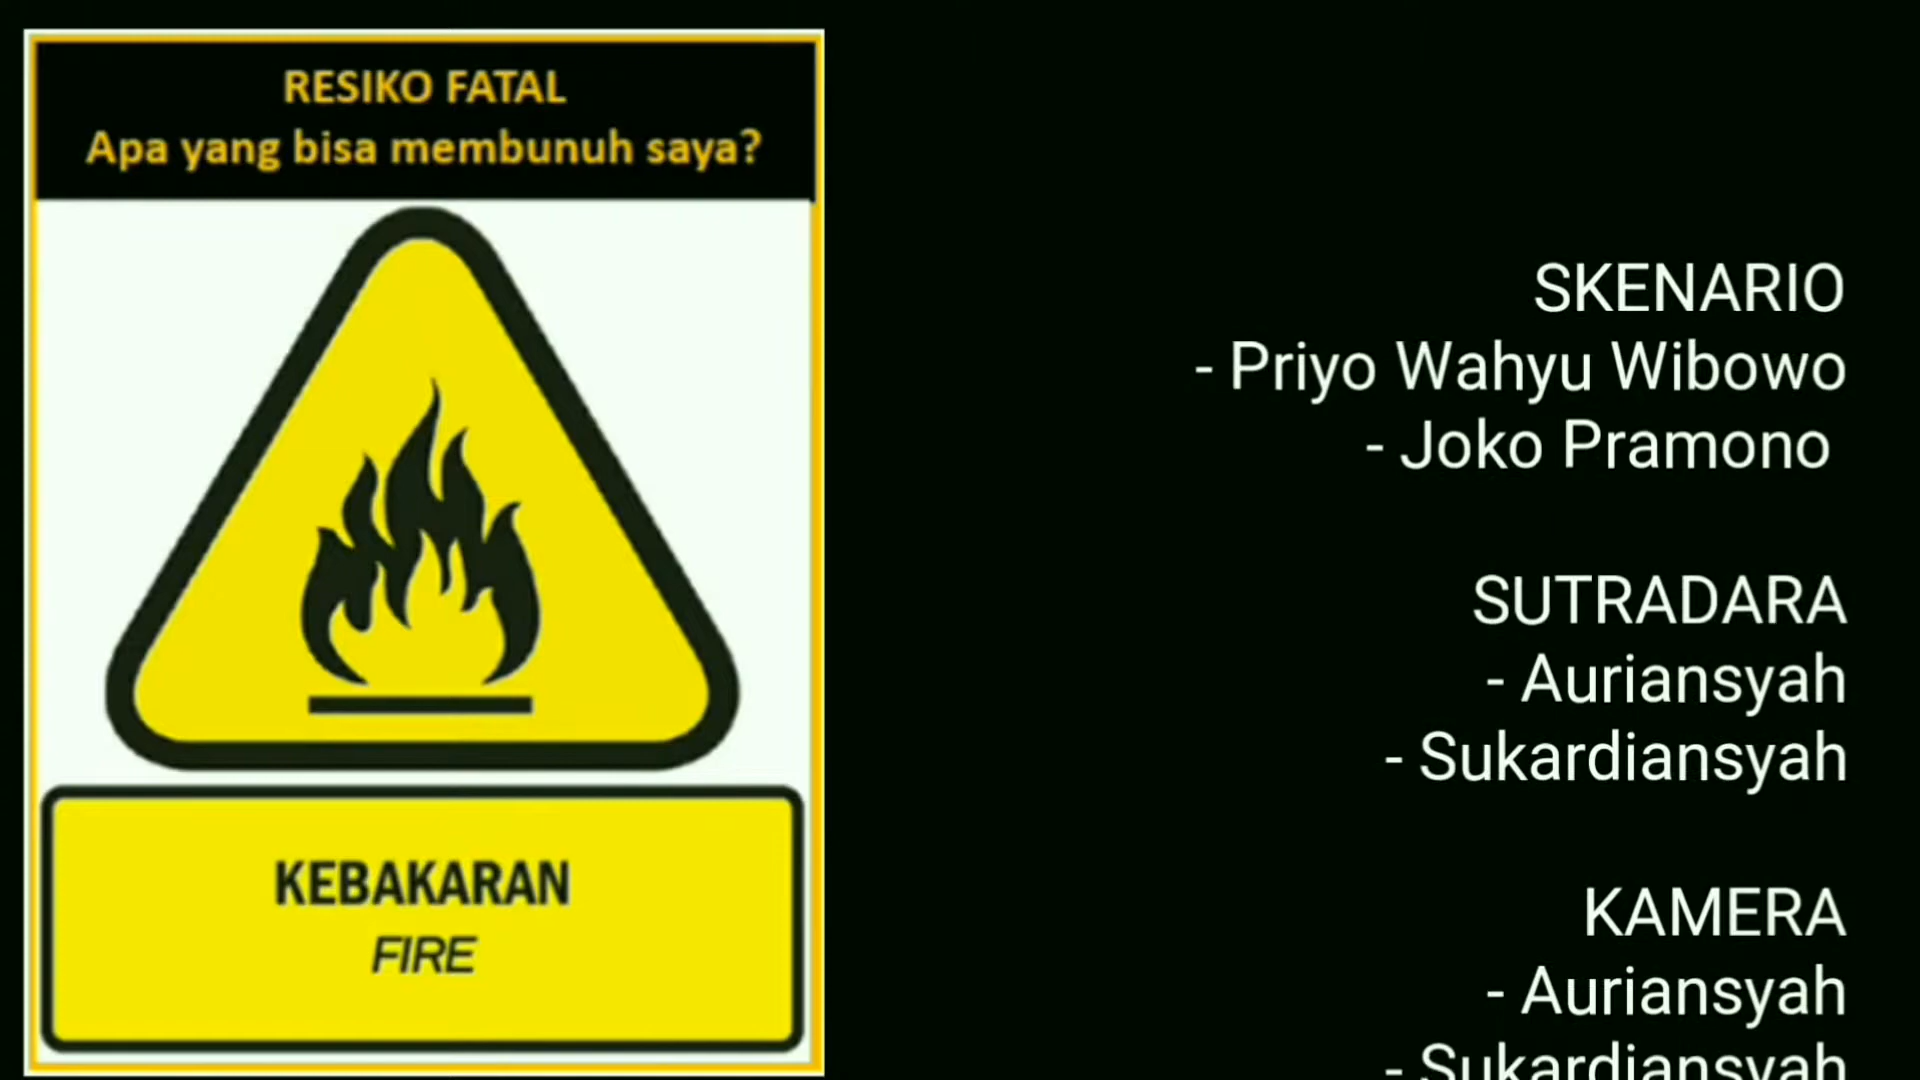 RESIKO FATAL
Apa yang bisa membunuh saya?
KEBAKARAN
FIRE
SKENARIO
- Priyo Wahyu Wibowo
- Joko Pramono
SUTRADARA
- Auriansyah
- Sukardiansyah
KAMERA
- Auriansyah
- Sukardiansyah